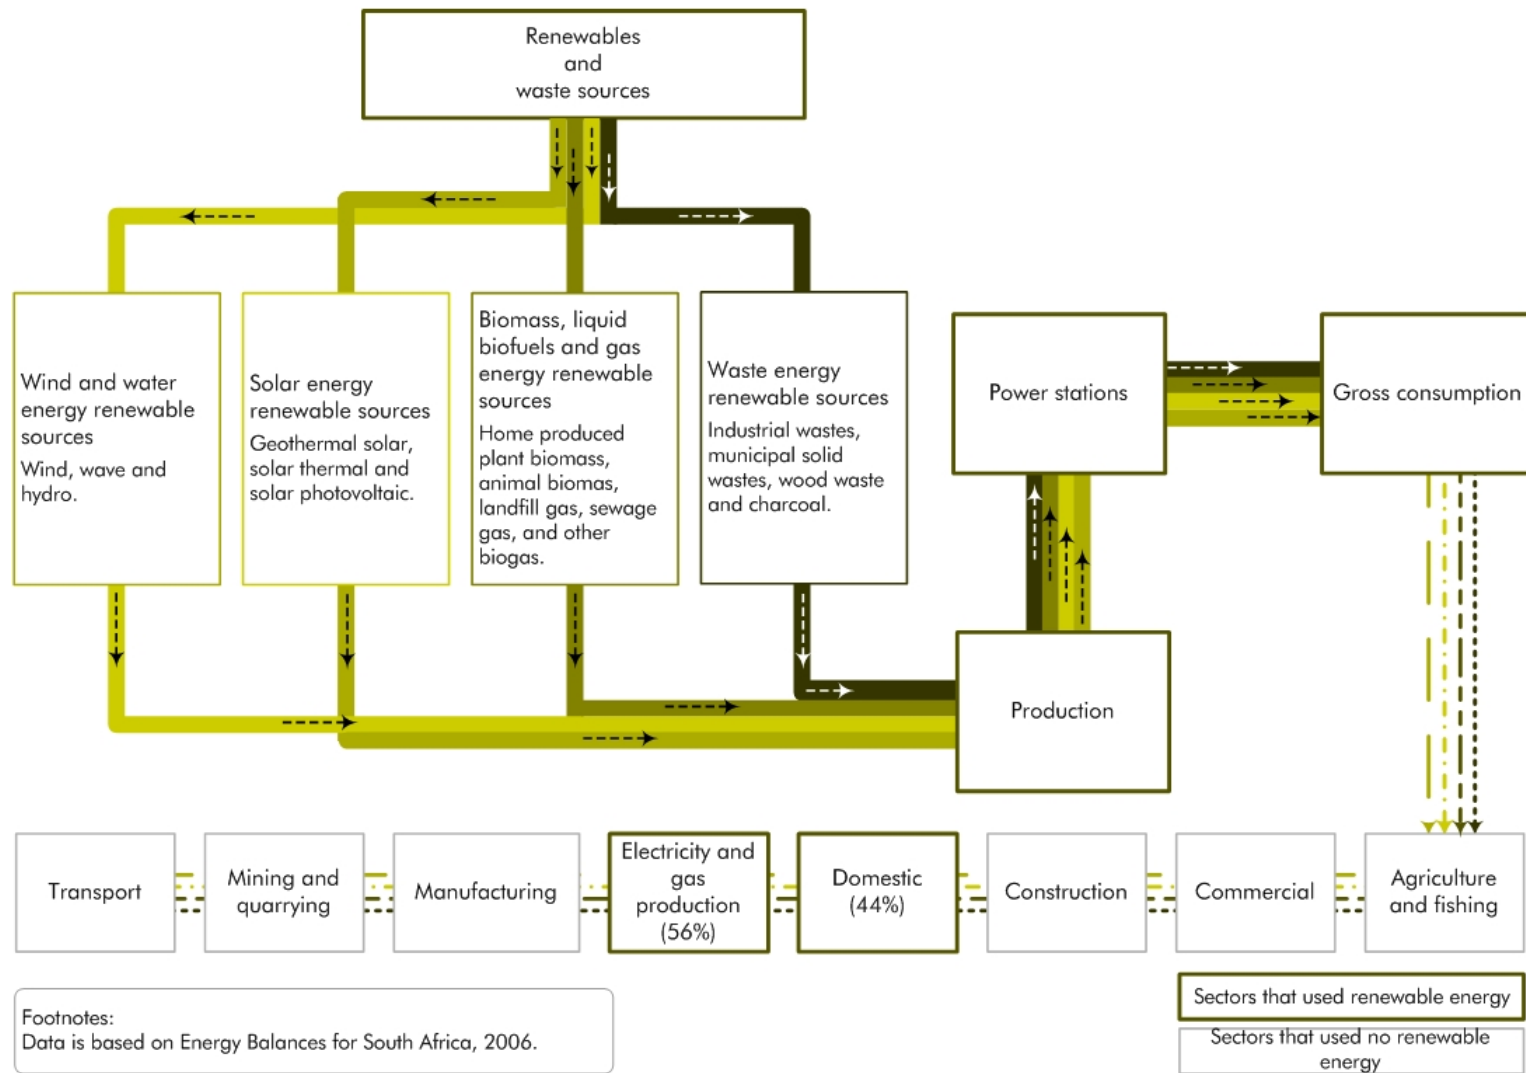 Renewables
and
waste sources
Wind and water
energy renewable
sources
Wind, wave and
hydro.
Solar energy
renewable sources
Geothermal solar,
solar thermal and
solar photovoltaic.
Biomass, liquid
biofuels and gas
energy renewable
sources
Home produced
plant biomass,
animal biomas,
landfill gas, sewage
gas, and other
biogas.
Waste energy
renewable sources
Industrial wastes,
municipal solid
wastes, wood waste
and charcoal.
Power stations
Gross consumption
Production
Transport
Mining and
quarrying
Manufacturing
Electricity and
gas
production
(56%)
Domestic
(44%)
Construction
Commercial
Agriculture
and fishing
Footnotes:
Data is based on Energy Balances for South Africa, 2006.
Sectors that used renewable energy
Sectors that used no renewable
energy